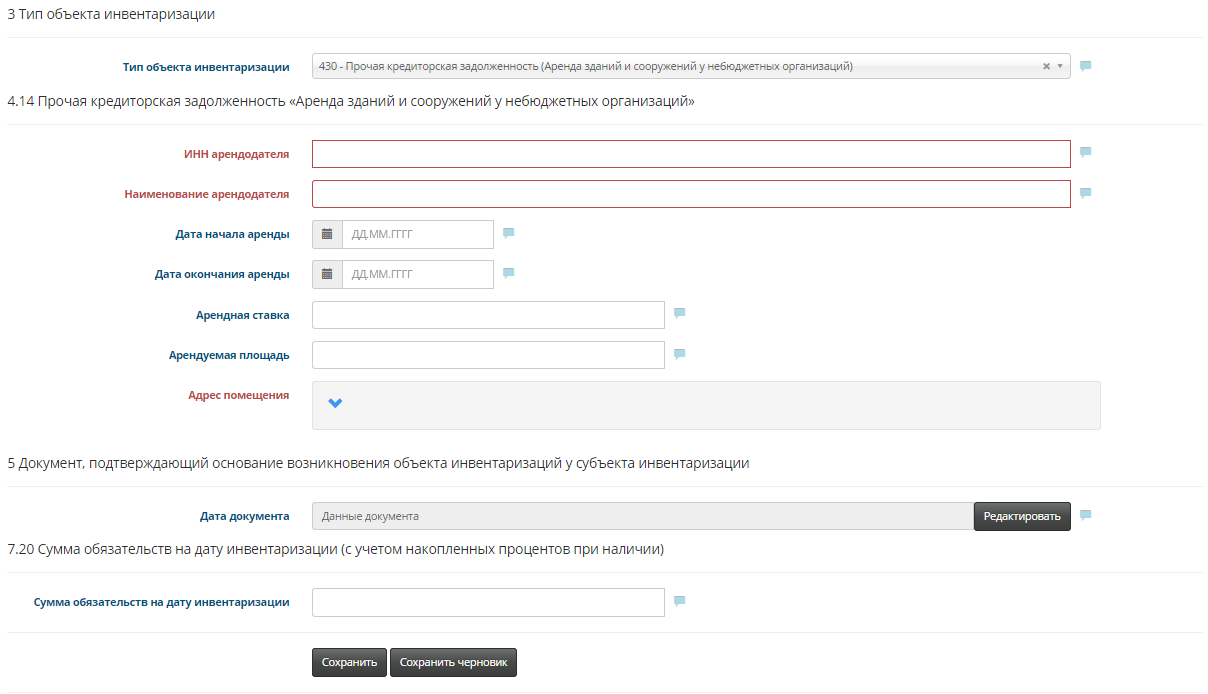 3 Тип объекта инвентаризации
Тип объекта инвентаризации 430 - Прочая кредиторская задолженность (Аренда зданий и сооружений у небюджетных организаций)
4.14 Прочая кредиторская задолженность «Аренда зданий и сооружений у небюджетных организаций»
ИНН арендодателя
Наименование арендодателя
Дата начала аренды ДД.ММ.ГГГГ
Дата окончания аренды ДД.ММ.ГГГГ
Арендная ставка
Арендуемая площадь
Адрес помещения
5 Документ, подтверждающий основание возникновения объекта инвентаризаций у субъекта инвентаризации
Дата документа Данные документа Редактировать
7.20 Сумма обязательств на дату инвентаризации (с учетом накопленных процентов при наличии)
Сумма обязательств на дату инвентаризации
Сохранить Сохранить черновик